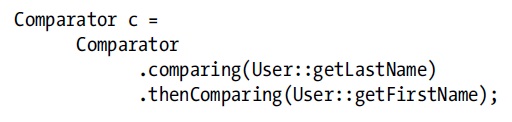 Comparator c =
Comparator
.comparing(User::getLastName)
.thenComparing(User::getFirstName);